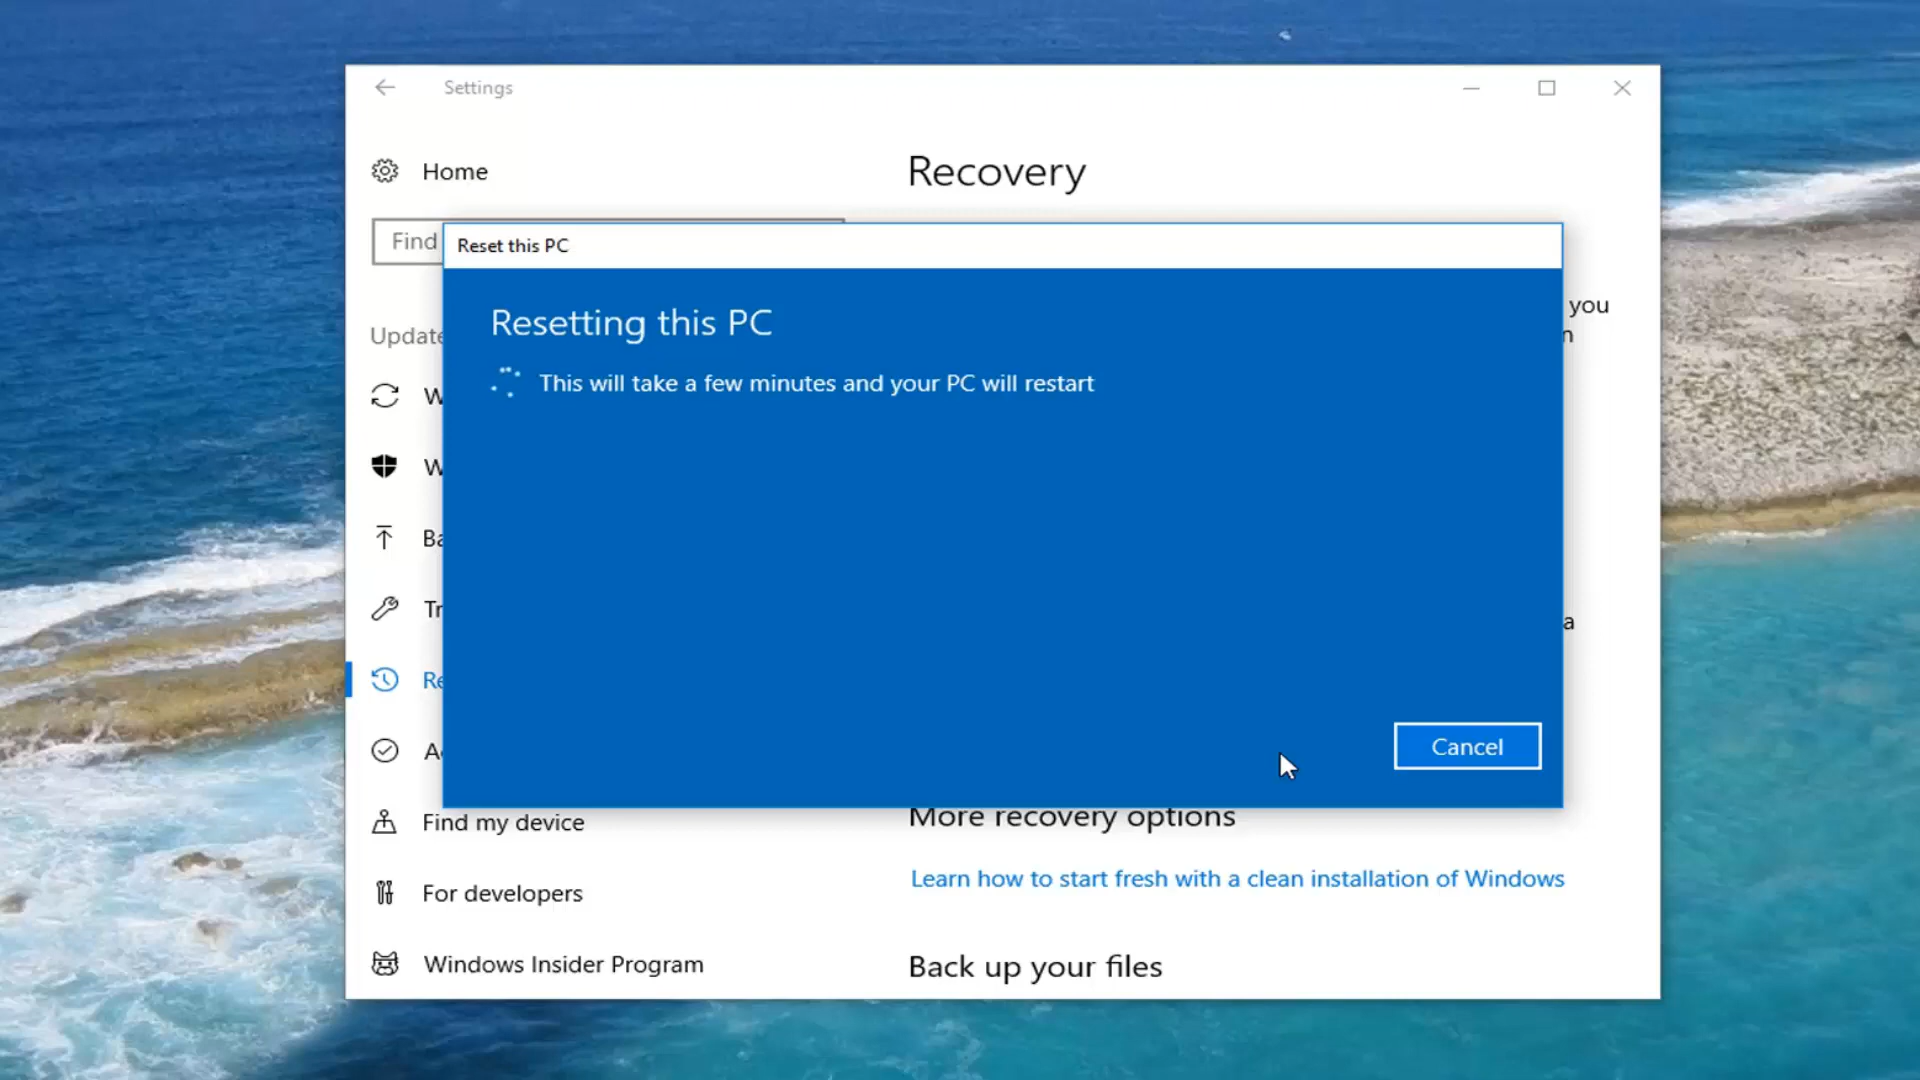 Settings
Home
Recovery
Find
Reset this PC
you
Resetting this PC
Update
This will take a few minutes and your PC will restart
More recovery options
Find my device
Learn how to start fresh with a clean installation of Windows
For developers
Windows Insider Program
Back up your files
Cancel